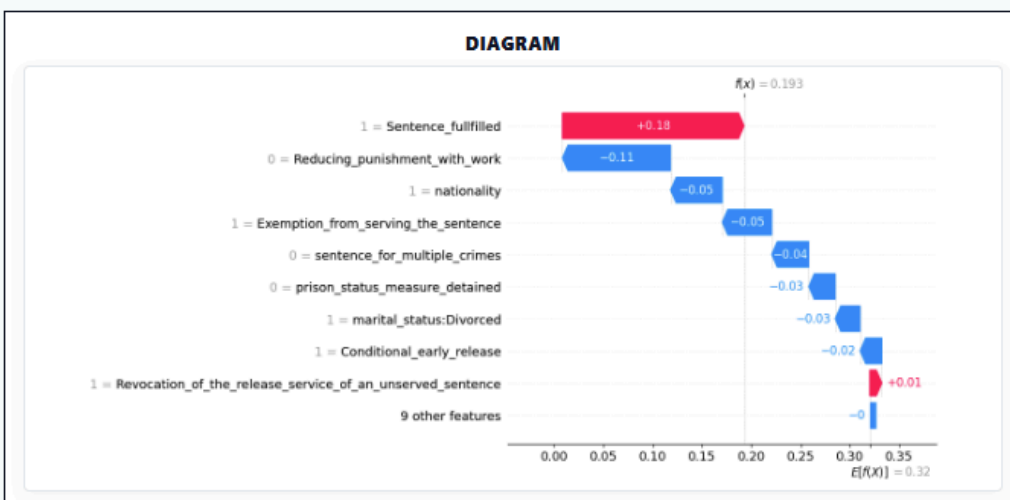 DIAGRAM
f(x) = 0.193
1 = Sentence_fullfilled +0.18
0 = Reducing_punishment_with_work −0.11
1 = nationality −0.05
1 = Exemption_from_serving_the_sentence −0.05
0 = sentence_for_multiple_crimes −0.04
0 = prison_status_measure_detained −0.03
1 = marital_status:Divorced −0.03
1 = Conditional_early_release −0.02
1 = Revocation_of_the_release_service_of_an_unserved_sentence +0.01
9 other features −0
0.00 0.05 0.10 0.15 0.20 0.25 0.30 0.35
E[f(X)] = 0.32